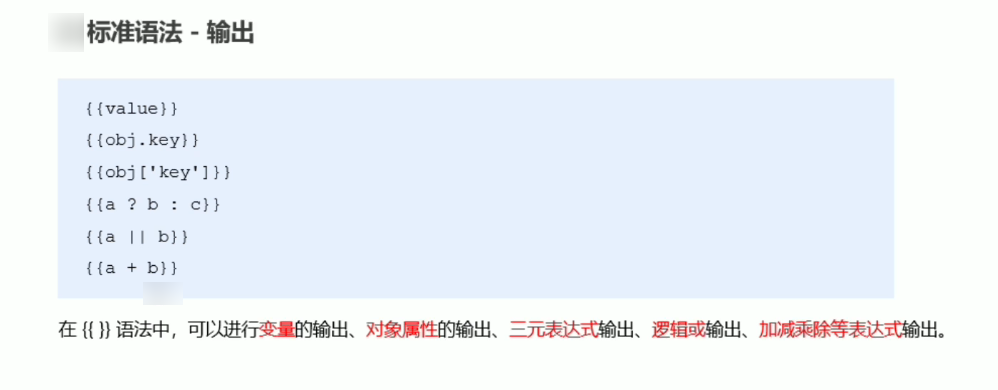 标准语法 - 输出
{{value}}
{{obj.key}}
{{obj['key']}}
{{a ? b : c}}
{{a || b}}
{{a + b}}
在 {{ }} 语法中，可以进行变量的输出、对象属性的输出、三元表达式输出、逻辑或输出、加减乘除等表达式输出。